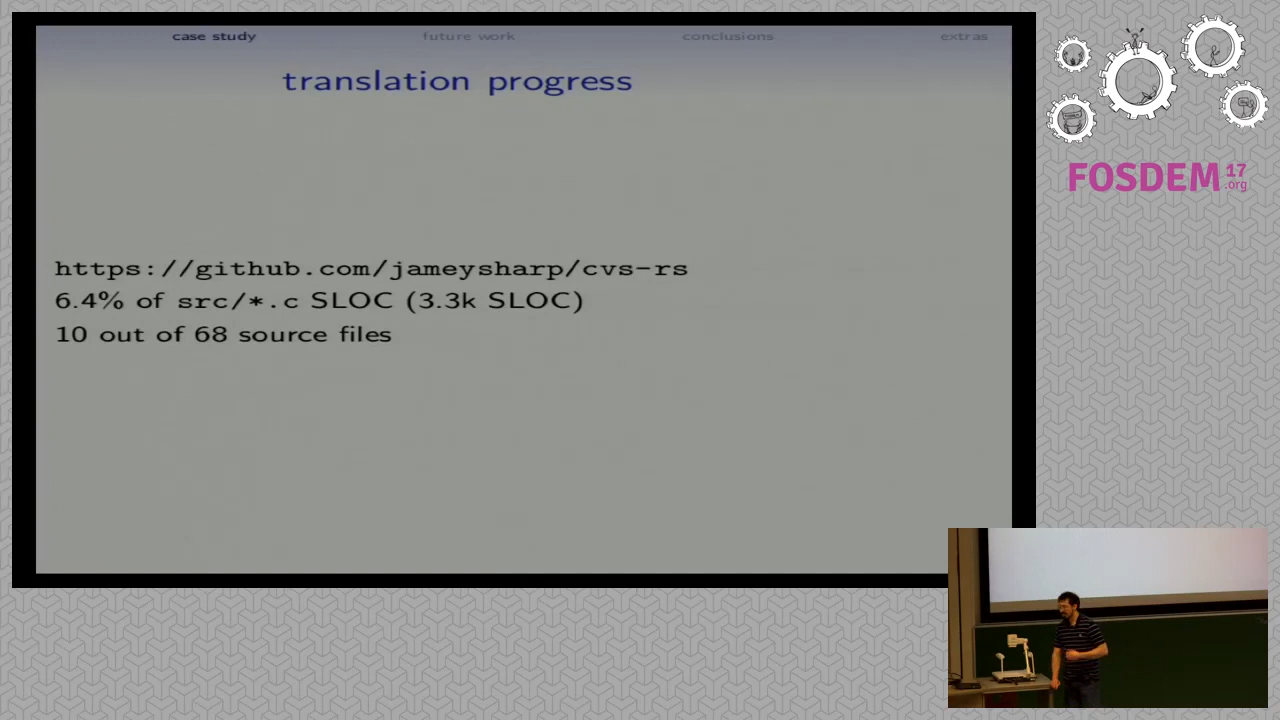 case study future work conclusions extras
translation progress
https://github.com/jameysharp/cvs-rs
6.4% of src/*.c SLOC (3.3k SLOC)
10 out of 68 source files
FOSDEM 17
.org